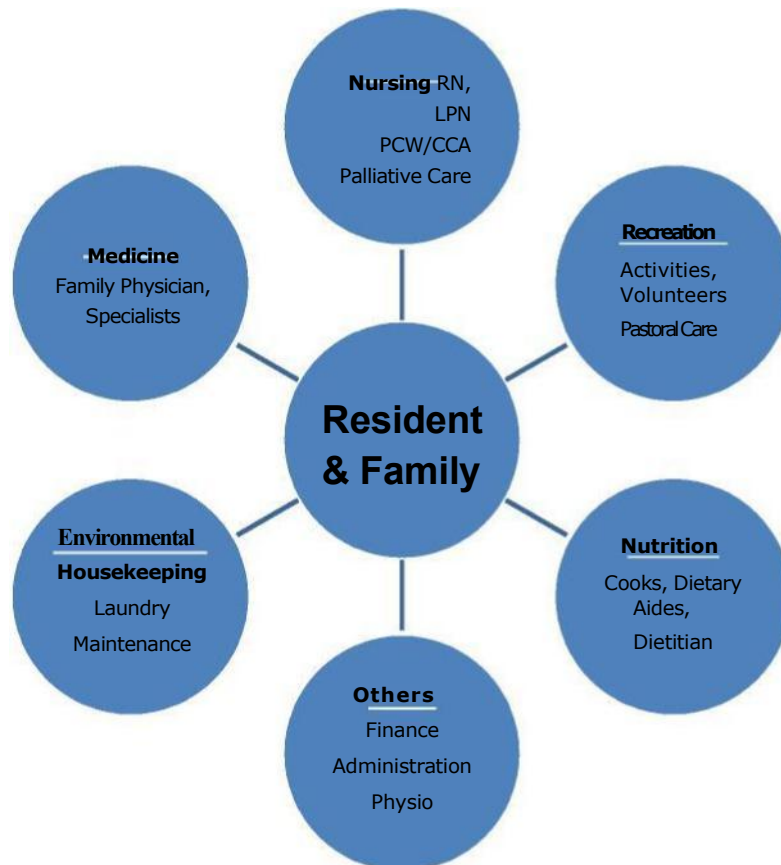 Nursing RN,
LPN
PCW/CCA
Palliative Care
Medicine
Family Physician,
Specialists
Recreation
Activities,
Volunteers
Pastoral Care
Resident
& Family
Environmental
Housekeeping
Laundry
Maintenance
Nutrition
Cooks, Dietary
Aides,
Dietitian
Others
Finance
Administration
Physio